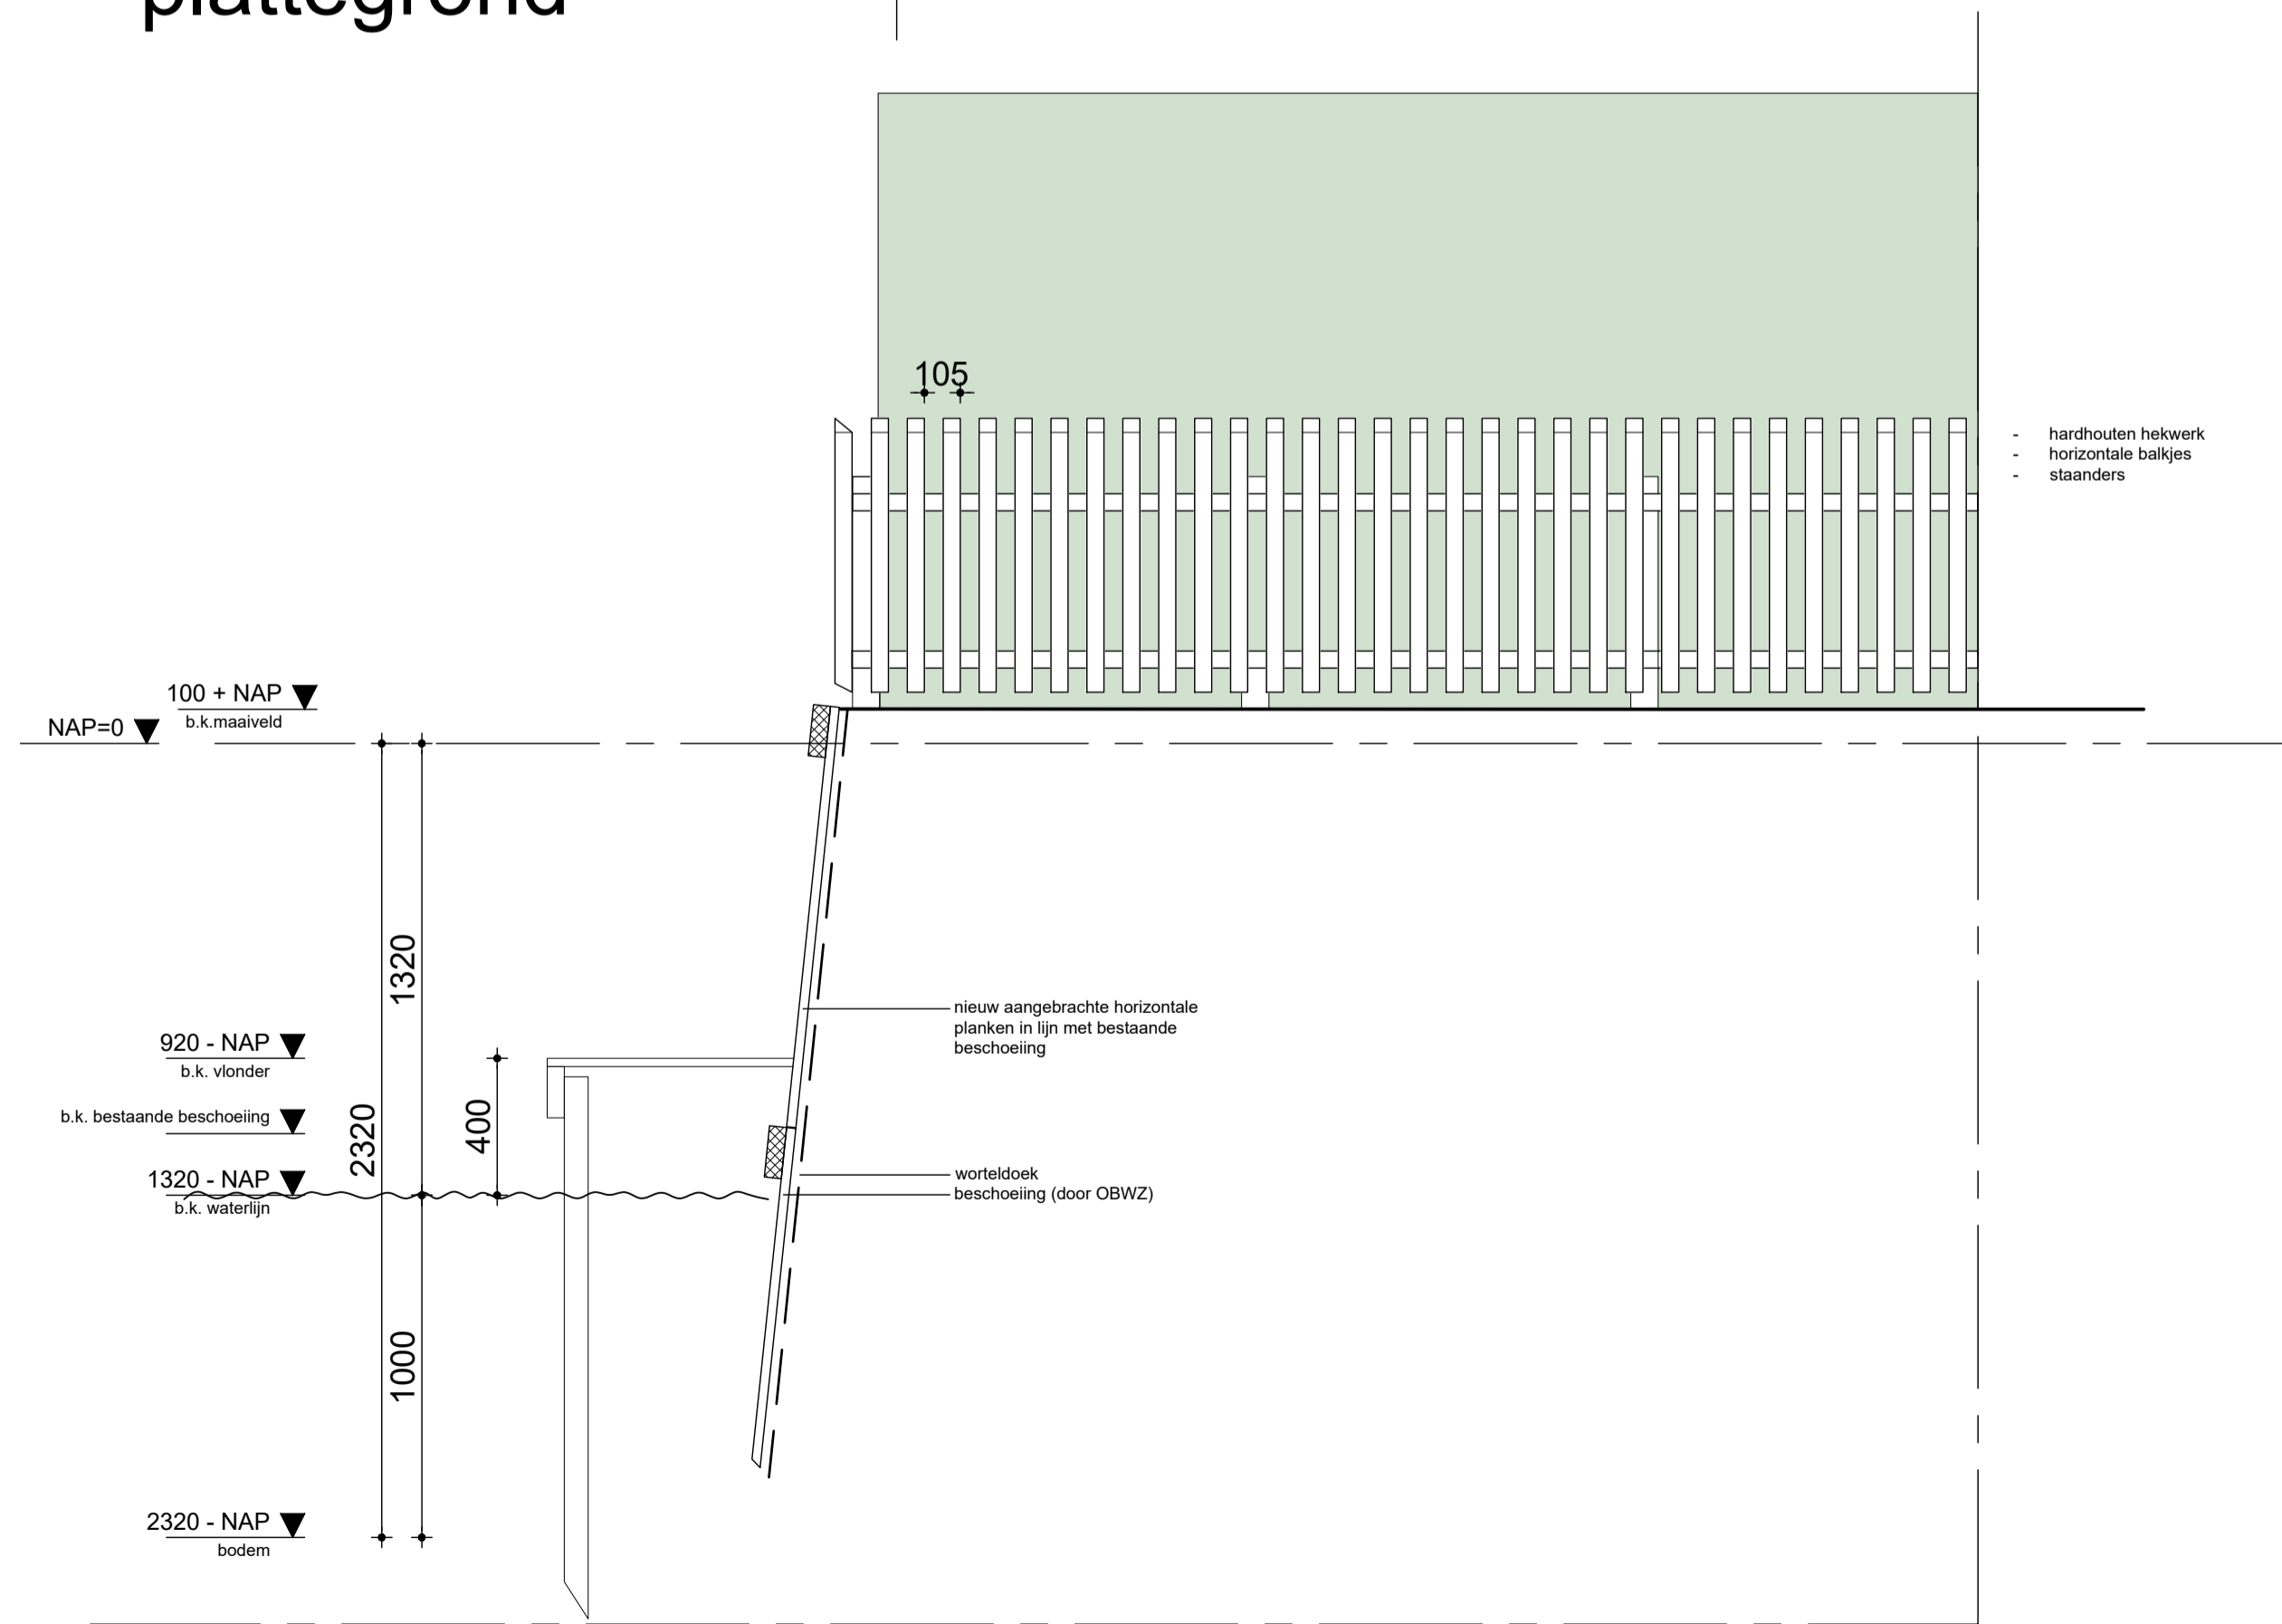 plattegrond
105
- hardhouten hekwerk
- horizontale balkjes
- staanders
100 + NAP
b.k.maaiveld
NAP=0
1320
nieuw aangebrachte horizontale
planken in lijn met bestaande
beschoeiing
920 - NAP
b.k. vlonder
b.k. bestaande beschoeiing
2320
400
1320 - NAP
b.k. waterlijn
worteldoek
beschoeiing (door OBWZ)
1000
2320 - NAP
bodem